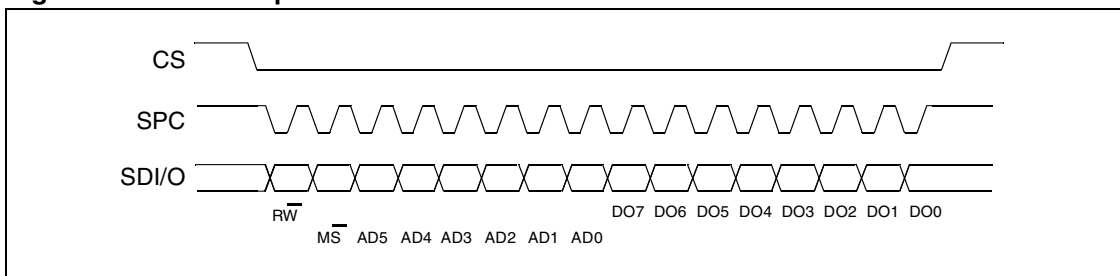 CS
SPC
SDI/O
RW̅ DO7 DO6 DO5 DO4 DO3 DO2 DO1 DO0
MS̅ AD5 AD4 AD3 AD2 AD1 AD0